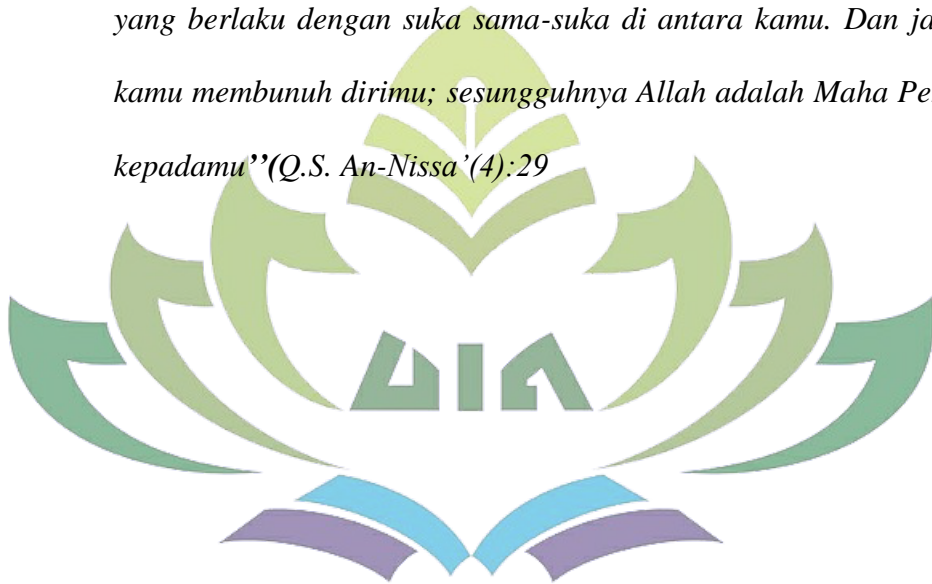 yang berlaku dengan suka sama-suka di antara kamu. Dan ja
kamu membunuh dirimu; sesungguhnya Allah adalah Maha Pe
kepadamu’’(Q.S. An-Nissa’(4):29
UIN